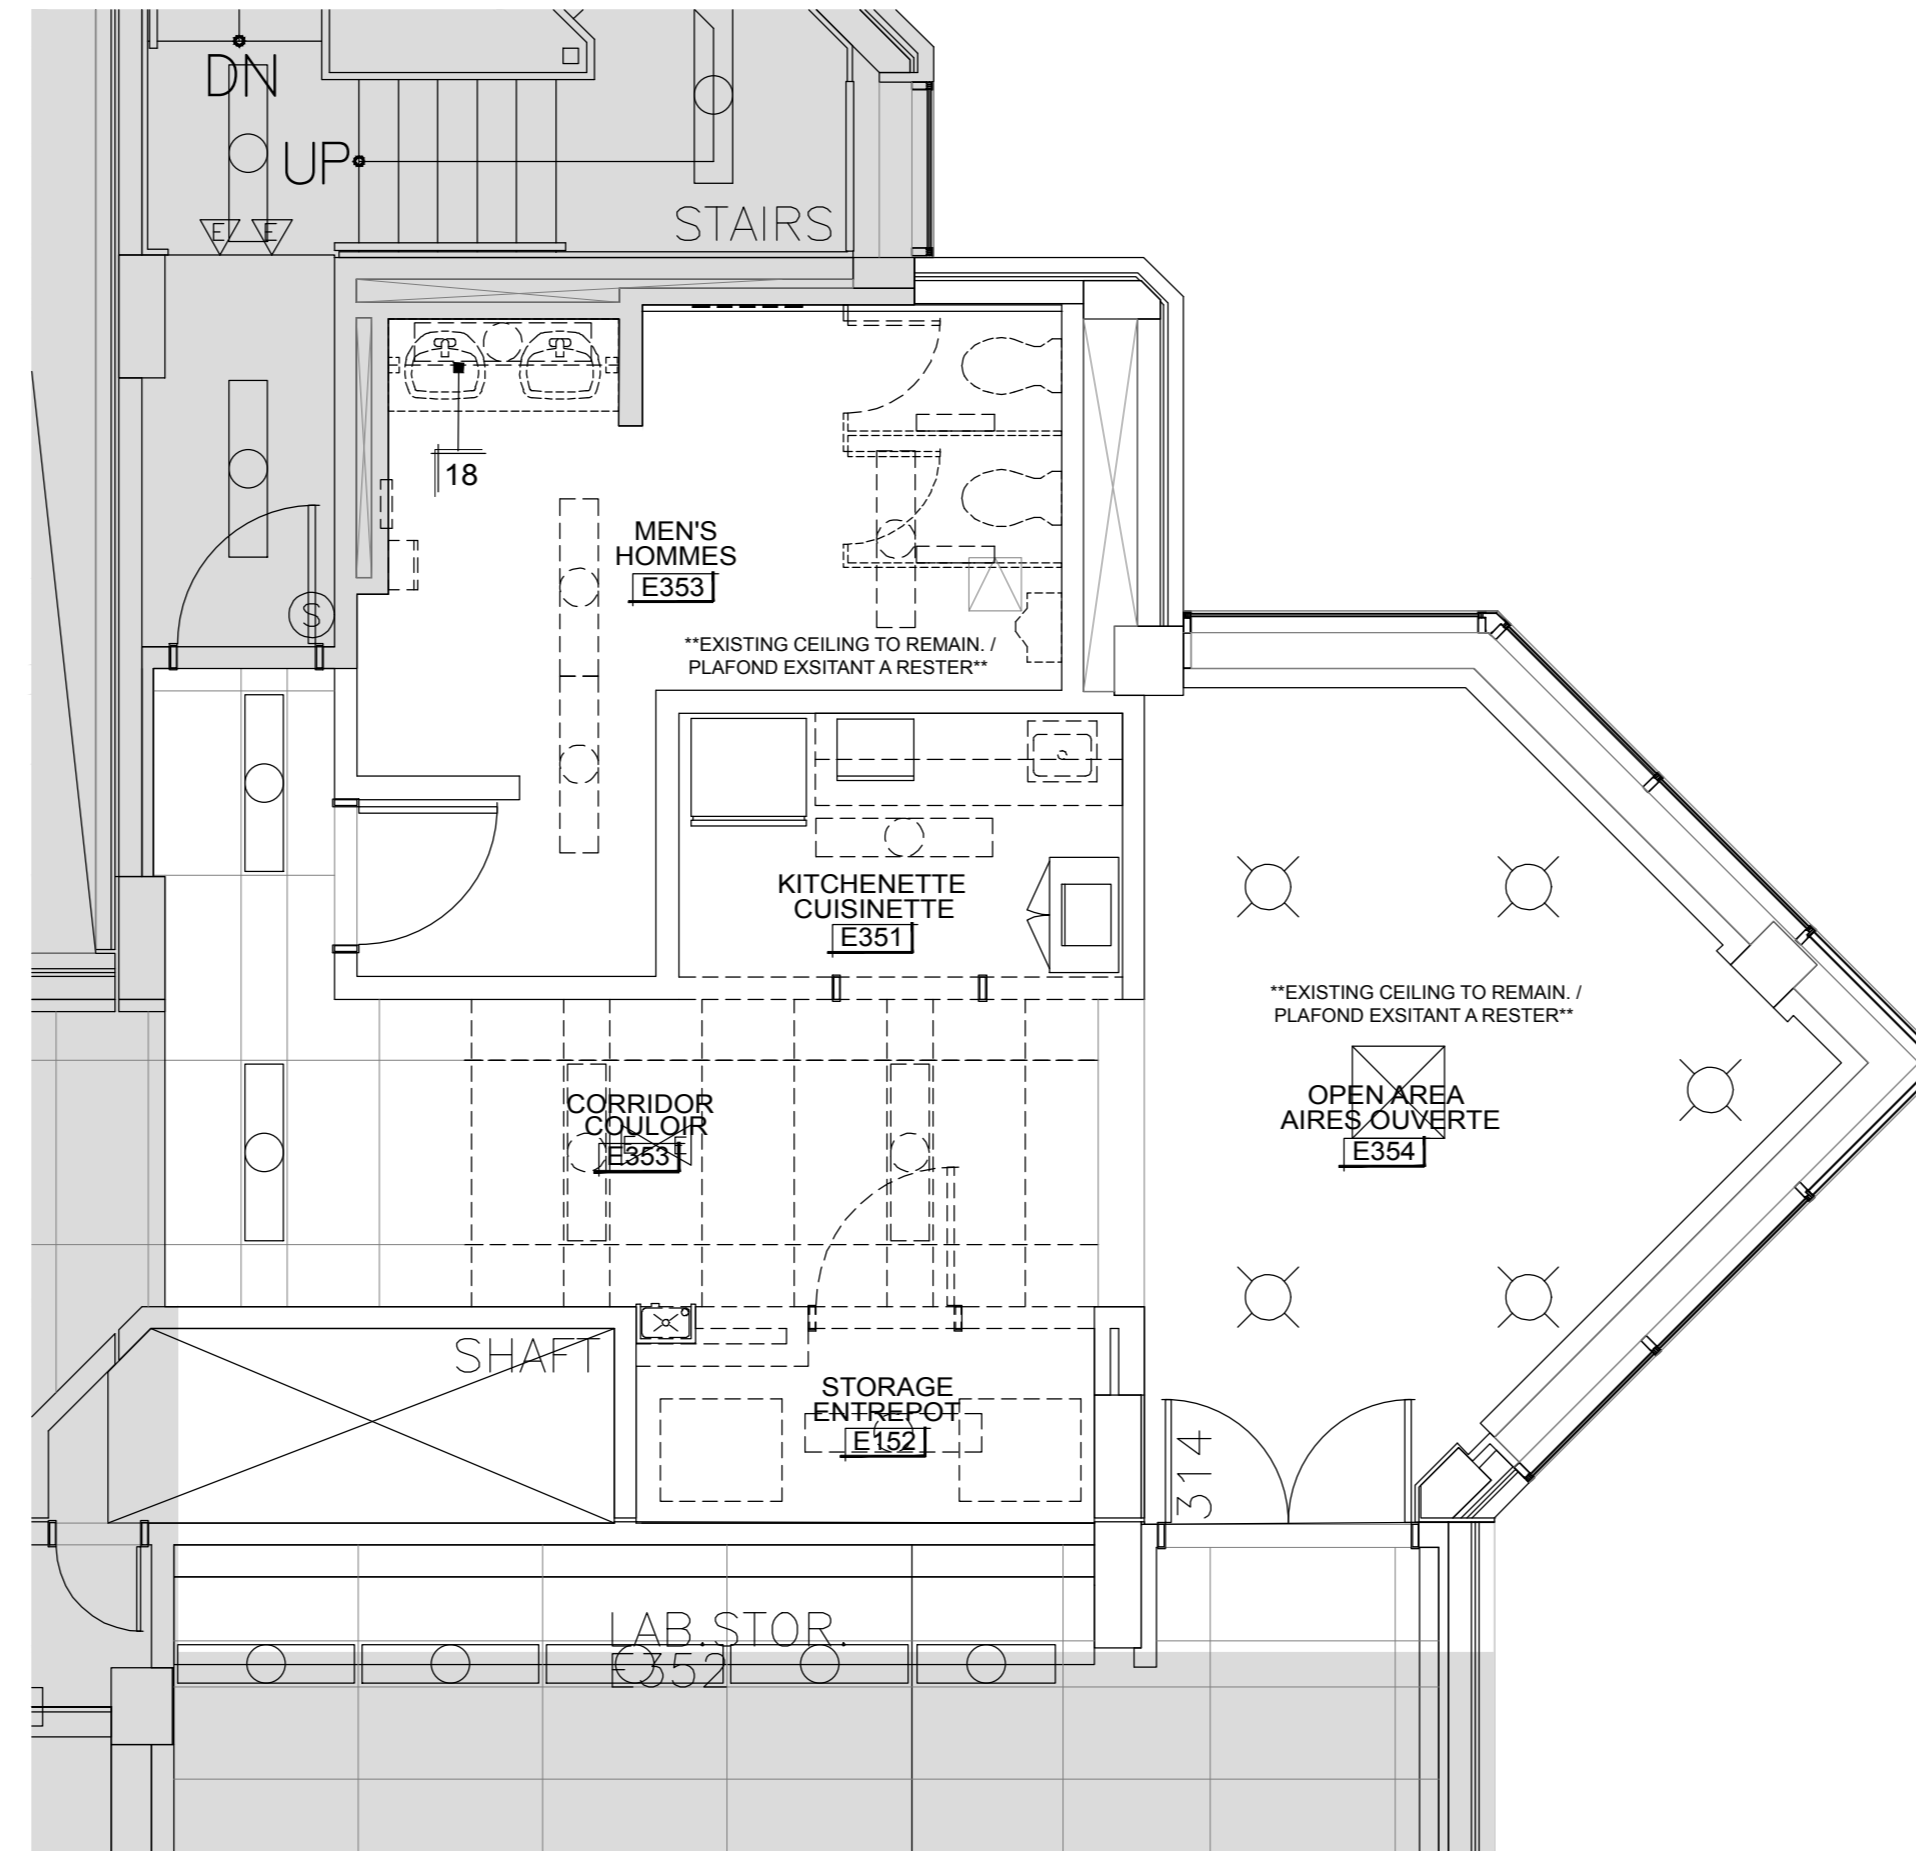 DN
UP
E E
STAIRS
18
MEN'S
HOMMES
E353
S
**EXISTING CEILING TO REMAIN. /
PLAFOND EXSITANT A RESTER**
KITCHENETTE
CUISINETTE
E351
**EXISTING CEILING TO REMAIN. /
PLAFOND EXSITANT A RESTER**
CORRIDOR
COULOIR
E353
E E
OPEN AREA
AIRES OUVERTE
E354
SHAFT
STORAGE
ENTREPOT
E152
314
LAB.STOR.
E352